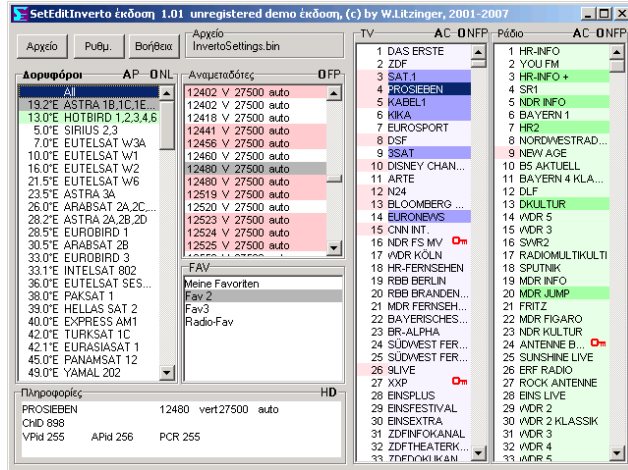 SetEditInverto έκδοση 1.01 unregistered demo έκδοση, (c) by W.Litzinger, 2001-2007
Αρχείο
Ρυθμ.
Βοήθεια
Αρχείο
InvertoSettings.bin
Δορυφόροι A P - O N L
All
19.2°E ASTRA 1B,1C,1E...
13.0°E HOTBIRD 1,2,3,4,6
5.0°E SIRIUS 2,3
7.0°E EUTELSAT W3A
10.0°E EUTELSAT W1
16.0°E EUTELSAT W2
21.5°E EUTELSAT W6
23.5°E ASTRA 3A
26.0°E ARABSAT 2A,2C,...
28.2°E ASTRA 2A,2B,2D
28.5°E EUROBIRD 1
30.5°E ARABSAT 2B
33.0°E EUROBIRD 3
33.1°E INTELSAT 802
36.0°E EUTELSAT SES...
38.0°E PAKSAT 1
39.0°E HELLAS SAT 2
40.0°E EXPRESS AM1
42.0°E TURKSAT 1C
42.1°E EURASIASAT 1
45.0°E PANAMSAT 12
49.0°E YAMAL 202
Αναμεταδότες O F P
12402 V 27500 auto
12402 V 27500 auto
12418 V 27500 auto
12441 V 27500 auto
12456 V 27500 auto
12460 V 27500 auto
12480 V 27500 auto
12480 V 27500 auto
12519 V 27500 auto
12520 V 27500 auto
12523 V 27500 auto
12524 V 27500 auto
12525 V 27500 auto
FAV
Meine Favoriten
Fav 2
Fav3
Radio-Fav
Πληροφορίες HD
PROSIEBEN 12480 vert 27500 auto
ChID 898
VPid 255 APid 256 PCR 255
TV A C - O N F P
1 DAS ERSTE
2 ZDF
3 SAT.1
4 PROSIEBEN
5 KABEL1
6 KIKA
7 EUROSPORT
8 DSF
9 3SAT
10 DISNEY CHAN...
11 ARTE
12 N24
13 BLOOMBERG ...
14 EURONEWS
15 CNN INT.
16 NDR FS MV
17 WDR KÖLN
18 HR-FERNSEHEN
19 RBB BERLIN
20 RBB BRANDEN...
21 MDR FERNSEH...
22 BAYERISCHES...
23 BR-ALPHA
24 SÜDWEST FER...
25 SÜDWEST FER...
26 9LIVE
27 XXP
28 EINSPLUS
29 EINSFESTIVAL
30 EINSEXTRA
31 ZDFINFOKANAL
32 ZDFTHEATERK...
33 ZDFDOKUKAN...
Ράδιο A C - O N F P
1 HR-INFO
2 YOU FM
3 HR-INFO +
4 SR1
5 NDR INFO
6 BAYERN 1
7 HR2
8 NORDWESTRAD...
9 NEW AGE
10 B5 AKTUELL
11 BAYERN 4 KLA...
12 DLF
13 DKULTUR
14 WDR 5
15 WDR 3
16 SWR2
17 RADIOMULTIKULTI
18 SPUTNIK
19 MDR INFO
20 MDR JUMP
21 FRITZ
22 MDR FIGARO
23 NDR KULTUR
24 ANTENNE B...
25 SUNSHINE LIVE
26 ERF RADIO
27 ROCK ANTENNE
28 EINS LIVE
29 WDR 2
30 WDR 2 KLASSIK
31 WDR 3
32 WDR 4
33 WDR 5